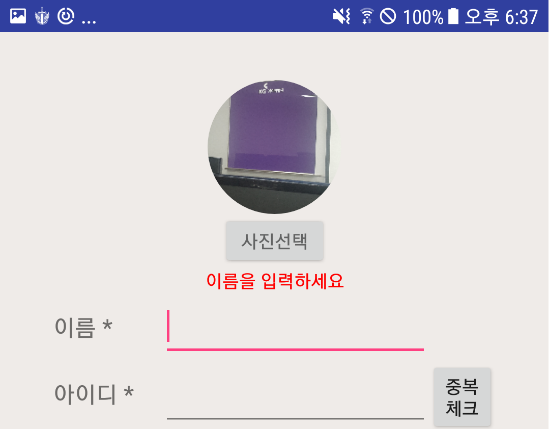 ... 100% 오후 6:37
사진선택
이름을 입력하세요
이름 *
아이디 *
중복
체크